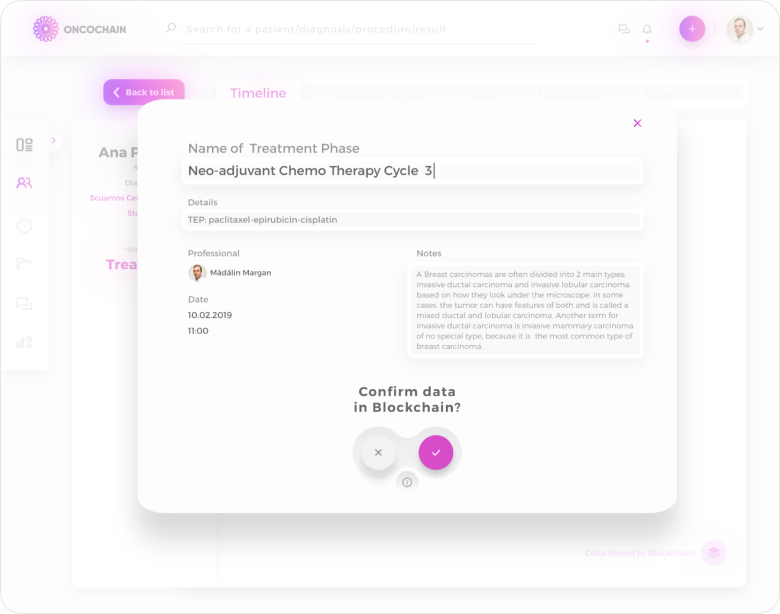 ONCOCHAIN
Search for a patient/diagnosis/procedure/result
+
Back to list
Timeline
Files
Ana P
Scuamos Ce
Sta
Trea
Name of Treatment Phase
Neo-adjuvant Chemo Therapy Cycle 3
Details
TEP: paclitaxel-epirubicin-cisplatin
Professional
Mădălin Margan
Date
10.02.2019
11:00
Notes
A Breast carcinomas are often divided into 2 main types:
invasive ductal carcinoma and invasive lobular carcinoma,
based on how they look under the microscope. In some
cases, the tumor can have features of both and is called a
mixed ductal and lobular carcinoma. Another term for
invasive ductal carcinoma is invasive mammary carcinoma
of no special type, because it is the most common type of
breast carcinoma.
Confirm data
in Blockchain?
Data stored in Blockchain